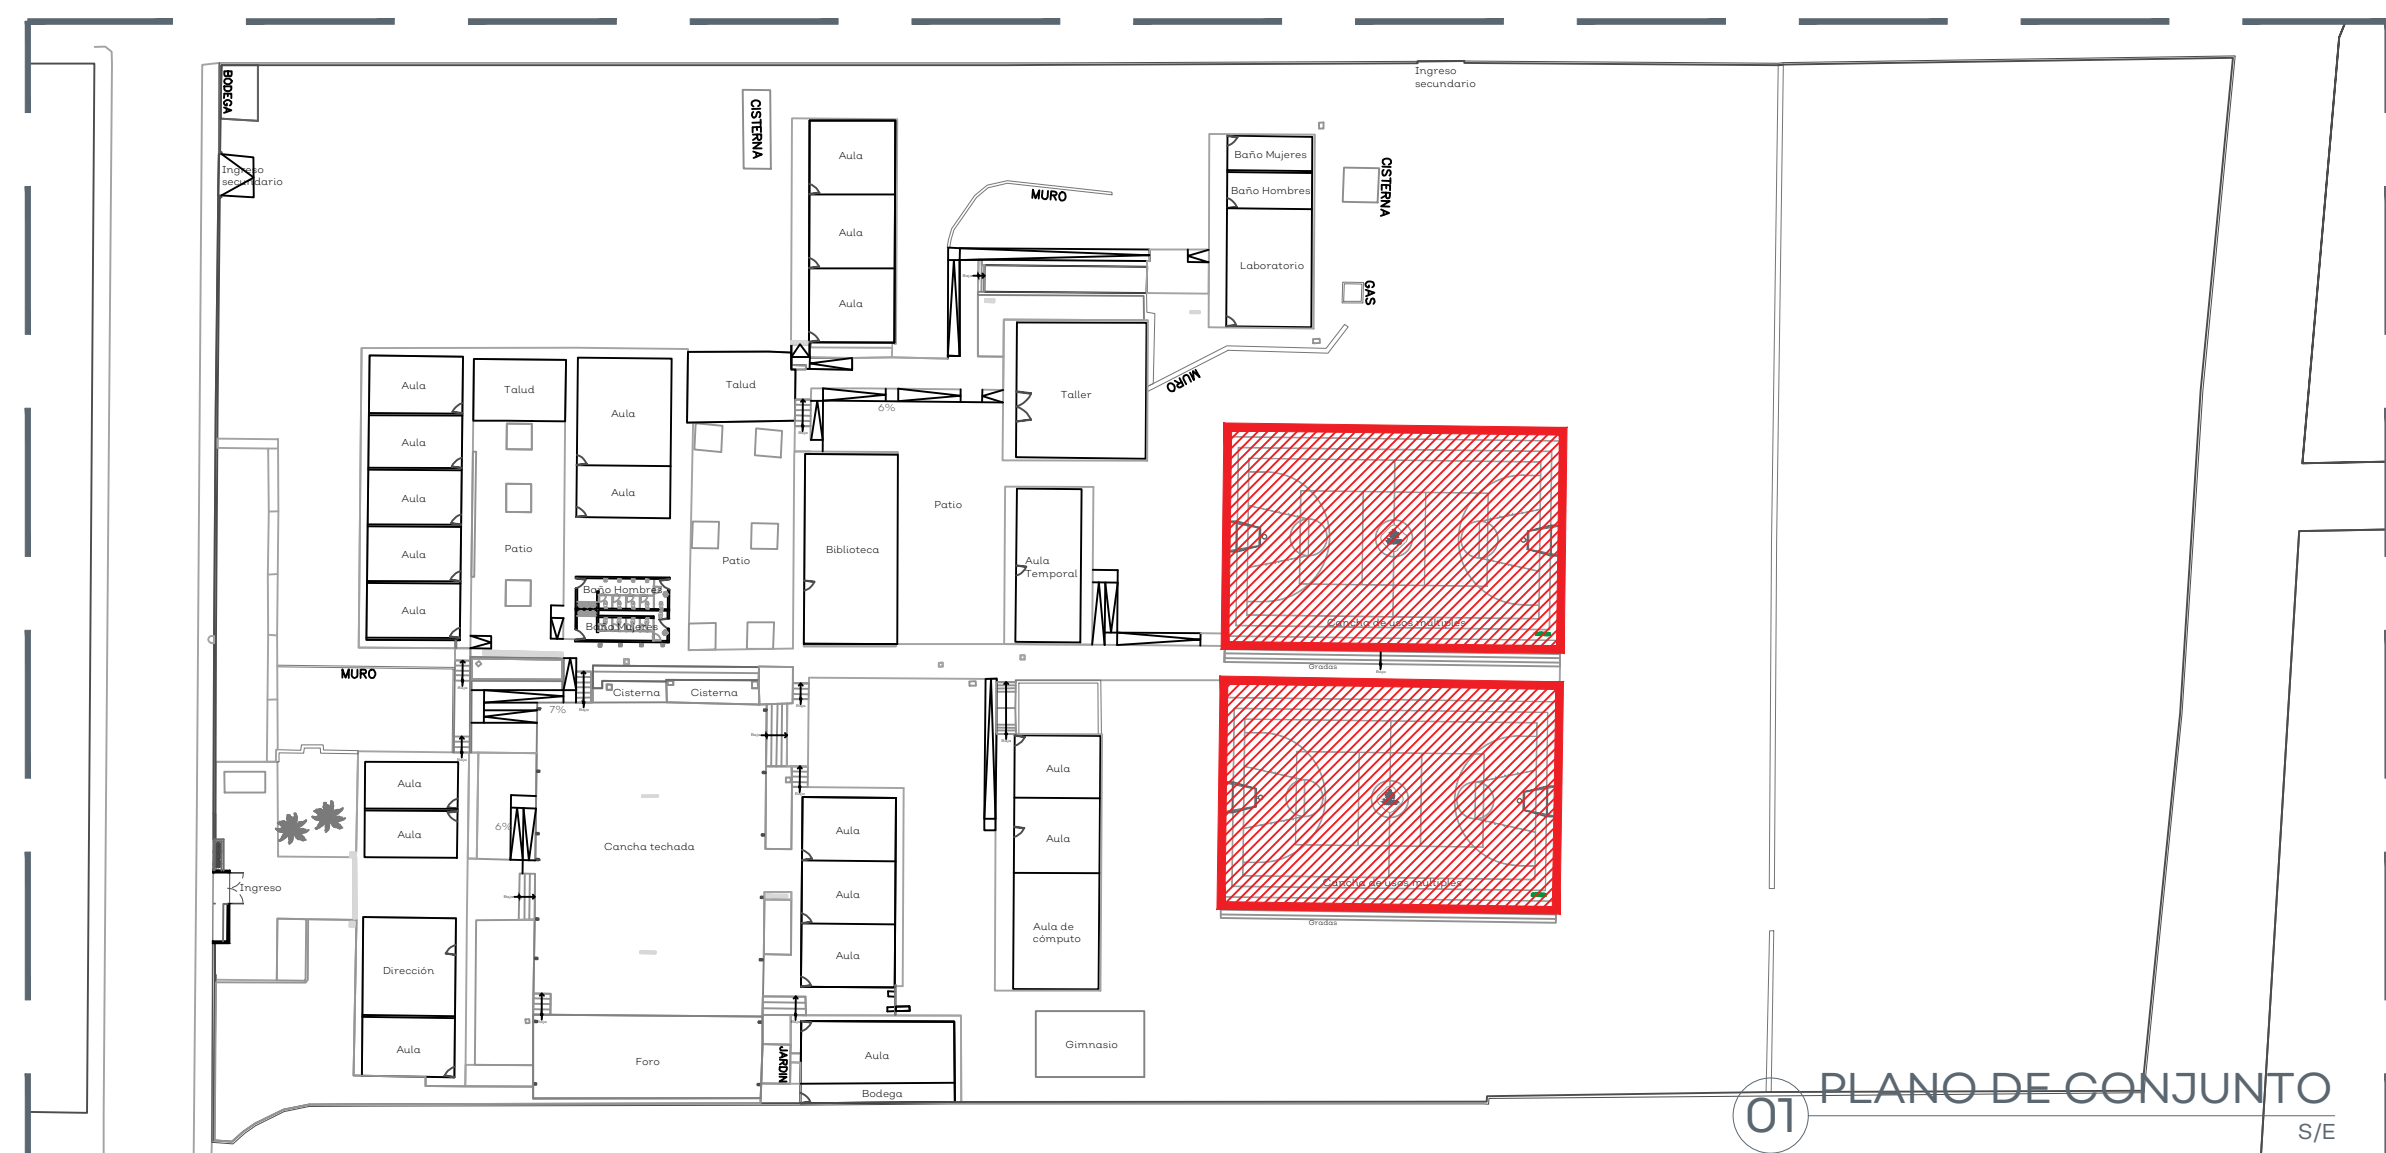 BODEGA
Ingreso
secundario
CISTERNA
Aula
Aula
Aula
MURO
Ingreso
secundario
Baño Mujeres
Baño Hombres
Laboratorio
CISTERNA
GAS
MURO
Aula
Aula
Aula
Aula
Aula
Talud
Patio
Aula
Aula
Baño Hombres
Baño Mujeres
Talud
Patio
6%
Biblioteca
Patio
Taller
Aula
Temporal
Cancha de usos múltiples
Gradas
MURO
7%
Cisterna
Cisterna
Aula
Aula
6%
Ingreso
Dirección
Aula
Cancha techada
Foro
JARDIN
Aula
Aula
Aula
Aula
Bodega
Aula
Aula
Aula de
cómputo
Gimnasio
Cancha de usos múltiples
Gradas
01
PLANO DE CONJUNTO
S/E